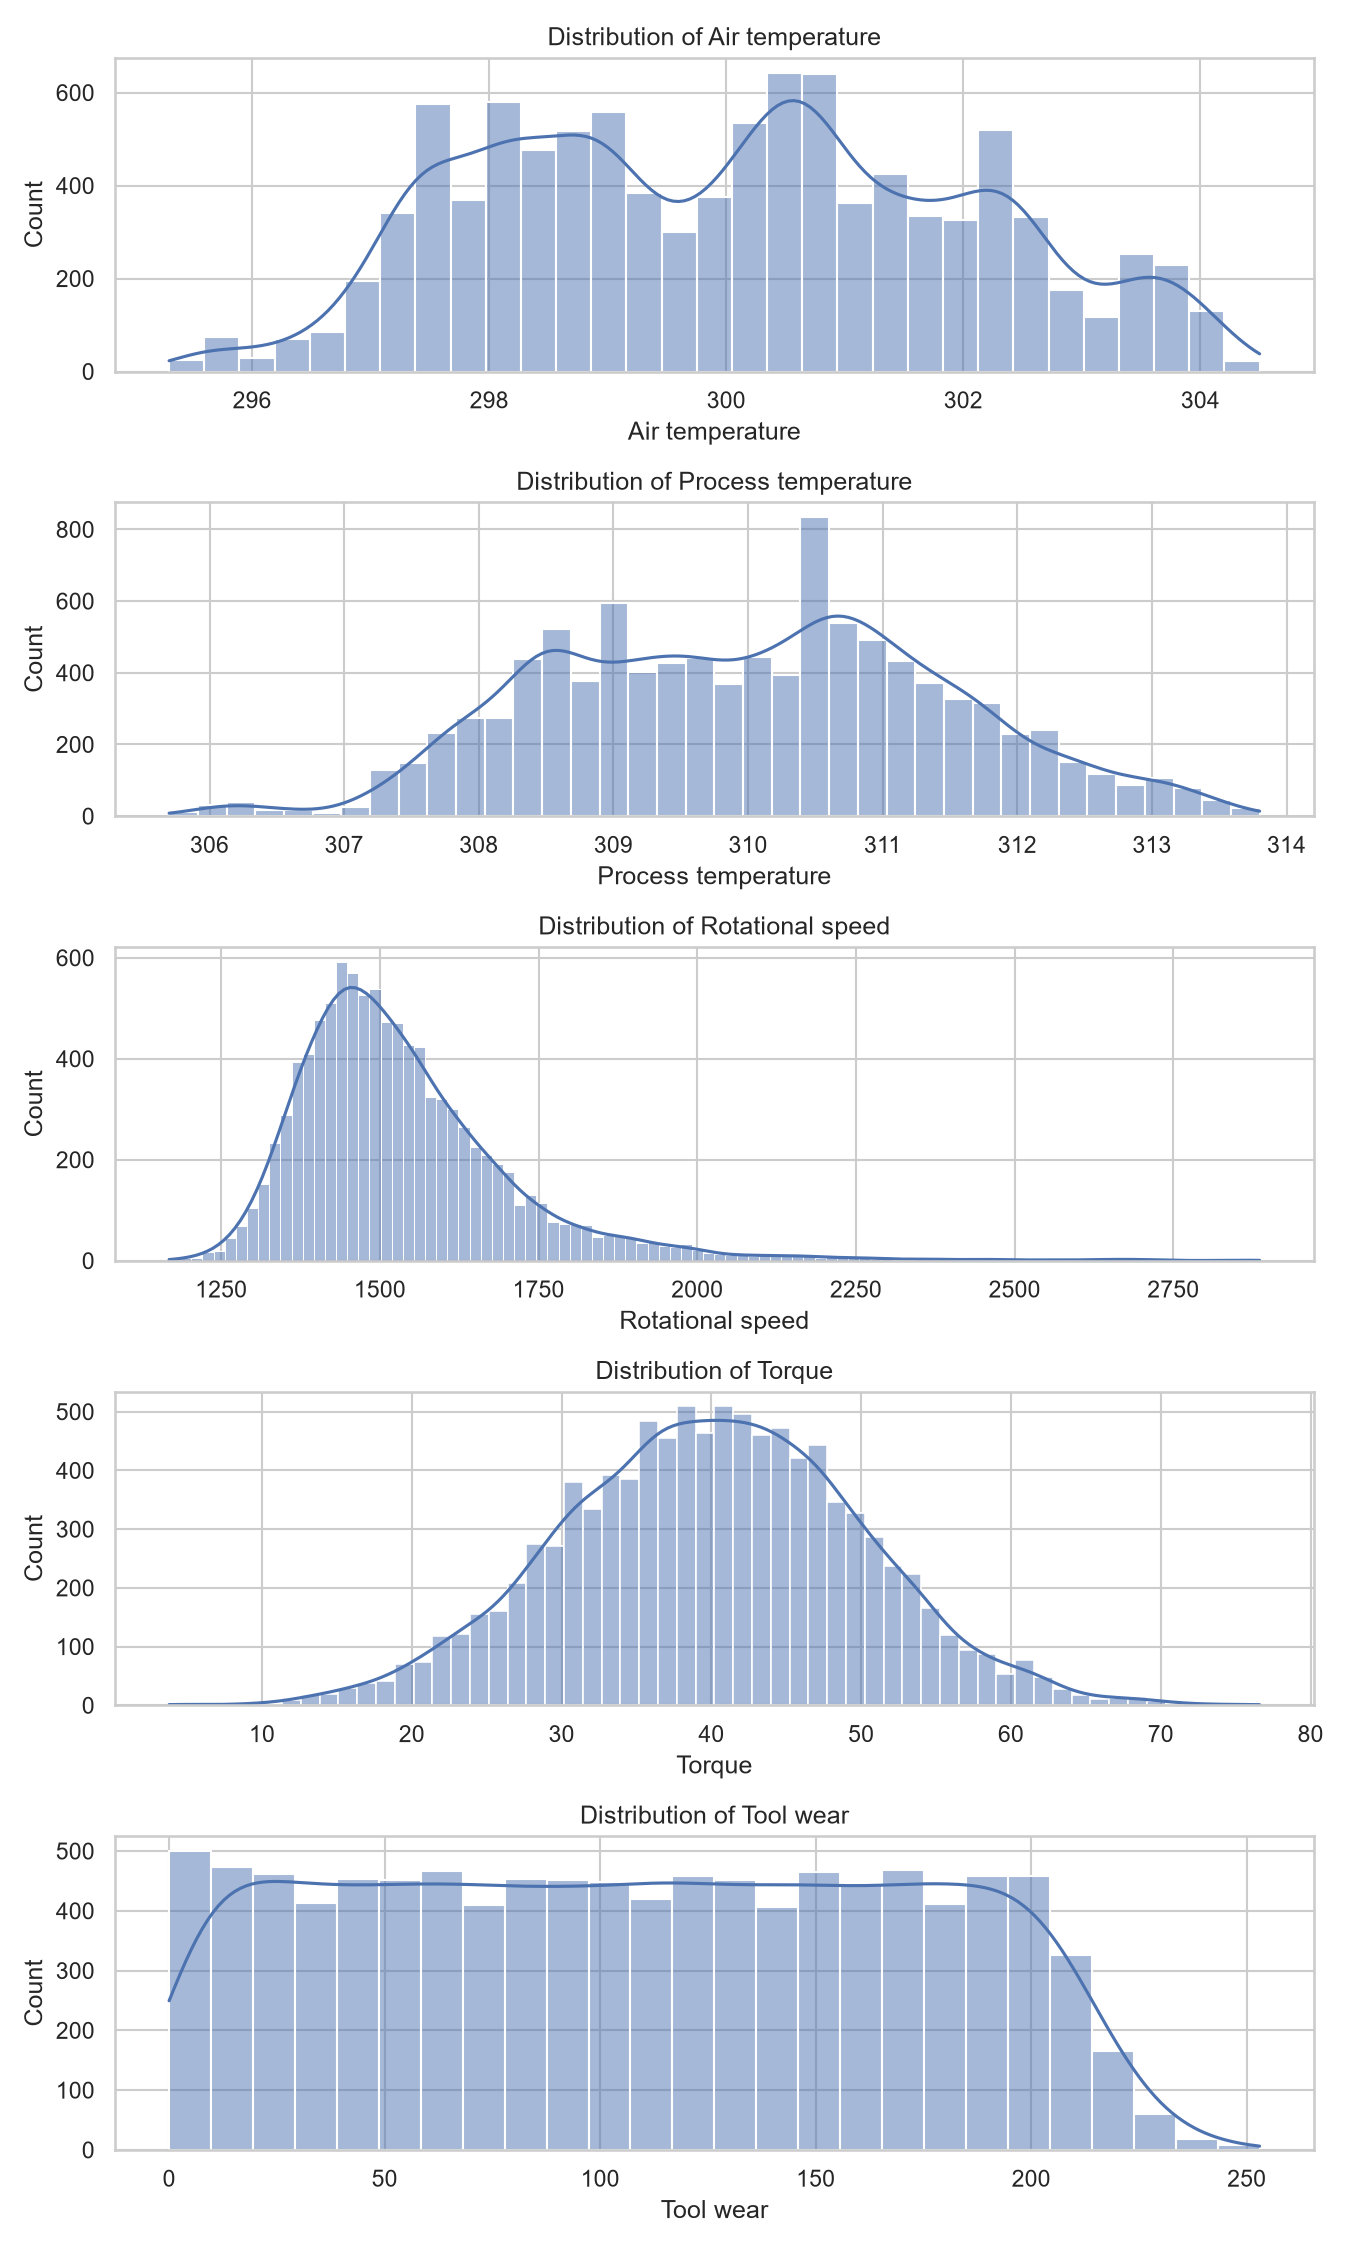 Distribution of Air temperature
600
400
200
0
Count
296 298 300 302 304
Air temperature
Distribution of Process temperature
800
600
400
200
0
Count
306 307 308 309 310 311 312 313 314
Process temperature
Distribution of Rotational speed
600
400
200
0
Count
1250 1500 1750 2000 2250 2500 2750
Rotational speed
Distribution of Torque
500
400
300
200
100
0
Count
10 20 30 40 50 60 70 80
Torque
Distribution of Tool wear
500
400
300
200
100
0
Count
0 50 100 150 200 250
Tool wear